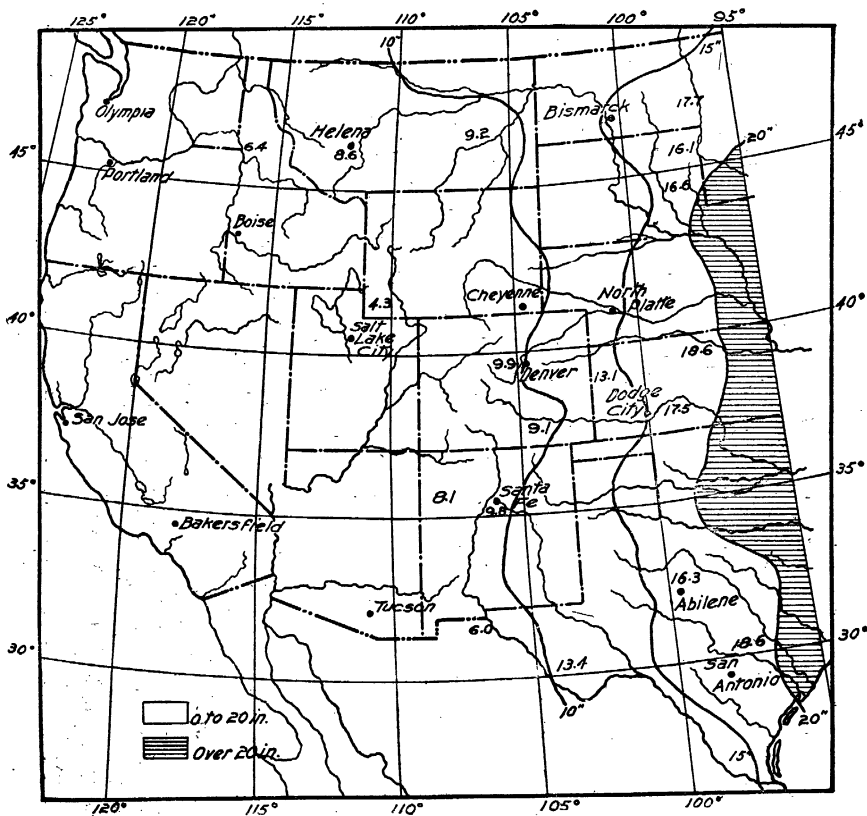 125° 120° 115° 10" 110° 105° 100° 95°
15"
Olympia
Bismarck
17.7
Helena
8.6
9.2
6.4
16.1
20"
45°
45°
Portland
16.6
Boise
Cheyenne
North
Platte
4.3
40°
40°
Salt
Lake
City
9.9
Denver
18.6
13.1
Dodge
City
17.5
San Jose
9.1
35°
35°
8.1
Santa
Fe
9.8
Bakersfield
16.3
Abilene
Tucson
6.0
30°
30°
18.6
13.4
San
Antonio
0 to 20 in.
10"
20"
Over 20 in.
15"
120° 115° 110° 105° 100°